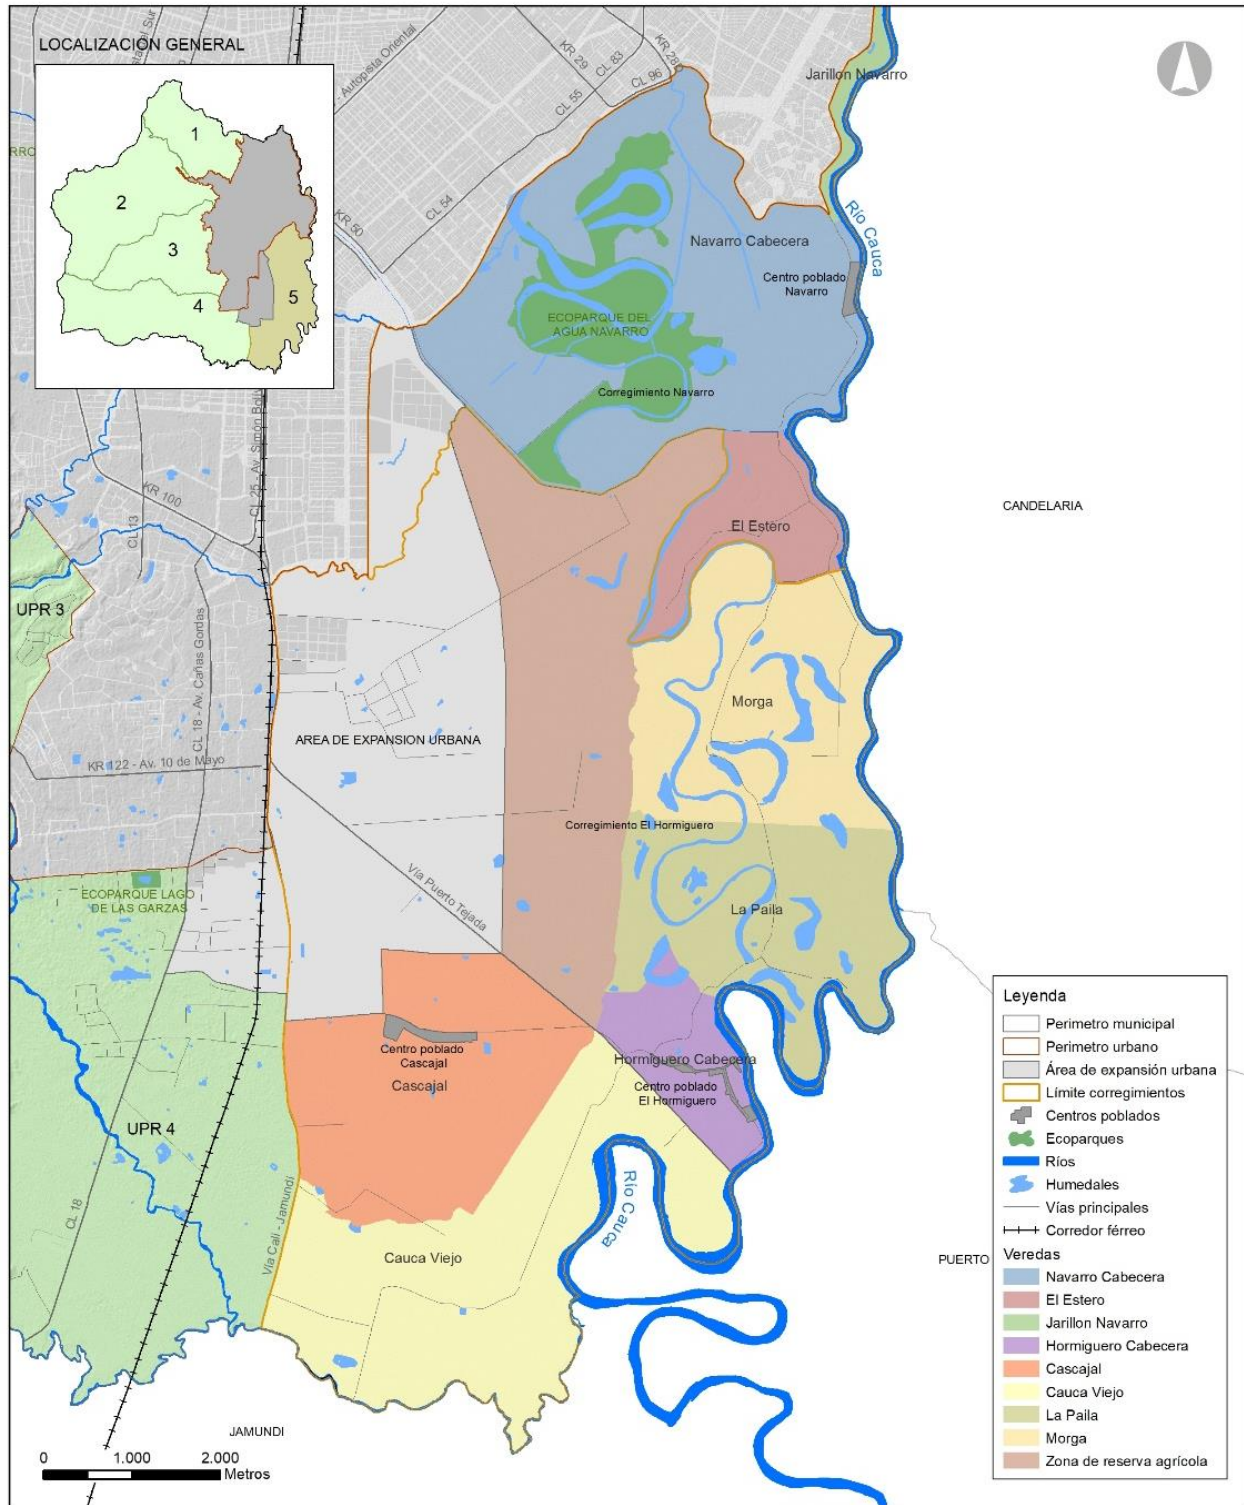 LOCALIZACION GENERAL
1
2
3
4
5
KR 29
CL 83
KR 28D
CL 96
CL 55
Autopista Oriental
CL 54
KR 50
Jarillon Navarro
Río Cauca
Navarro Cabecera
Centro poblado
Navarro
ECOPARQUE DEL
AGUA NAVARRO
Corregimiento Navarro
CL 25 - Av. Simón Bolív
KR 100
CL 13
CANDELARIA
El Estero
UPR 3
CL 18 - Av. Cañas Gordas
Morga
AREA DE EXPANSION URBANA
KR 122 - Av. 10 de Mayo
Corregimiento El Hormiguero
Vía Puerto Tejada
ECOPARQUE LAGO
DE LAS GARZAS
La Paila
Centro poblado
Cascajal
Cascajal
Hormiguero Cabecera
Centro poblado
El Hormiguero
UPR 4
CL 18
Vía Cali - Jamundí
Río Cauca
Cauca Viejo
PUERTO
JAMUNDI
0 1.000 2.000
Metros
Leyenda
Perimetro municipal
Perimetro urbano
Área de expansión urbana
Límite corregimientos
Centros poblados
Ecoparques
Ríos
Humedales
Vías principales
Corredor férreo
Veredas
Navarro Cabecera
El Estero
Jarillon Navarro
Hormiguero Cabecera
Cascajal
Cauca Viejo
La Paila
Morga
Zona de reserva agrícola